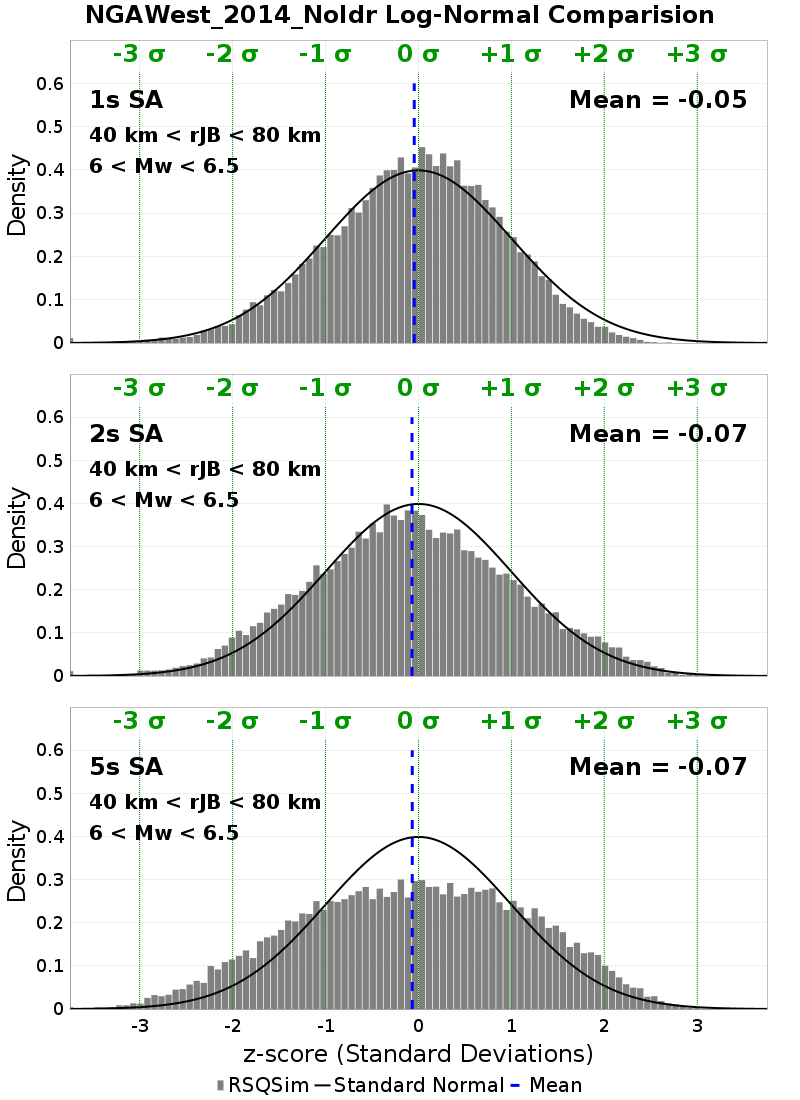 NGAWest_2014_NoIdr Log-Normal Comparision
-3 σ -2 σ -1 σ 0 σ +1 σ +2 σ +3 σ
1s SA Mean = -0.05
40 km < rJB < 80 km
6 < Mw < 6.5
0.6
0.5
0.4
0.3
0.2
0.1
0
Density
-3 σ -2 σ -1 σ 0 σ +1 σ +2 σ +3 σ
2s SA Mean = -0.07
40 km < rJB < 80 km
6 < Mw < 6.5
0.6
0.5
0.4
0.3
0.2
0.1
0
Density
-3 σ -2 σ -1 σ 0 σ +1 σ +2 σ +3 σ
5s SA Mean = -0.07
40 km < rJB < 80 km
6 < Mw < 6.5
0.6
0.5
0.4
0.3
0.2
0.1
0
Density
-3 -2 -1 0 1 2 3
z-score (Standard Deviations)
RSQSim Standard Normal Mean